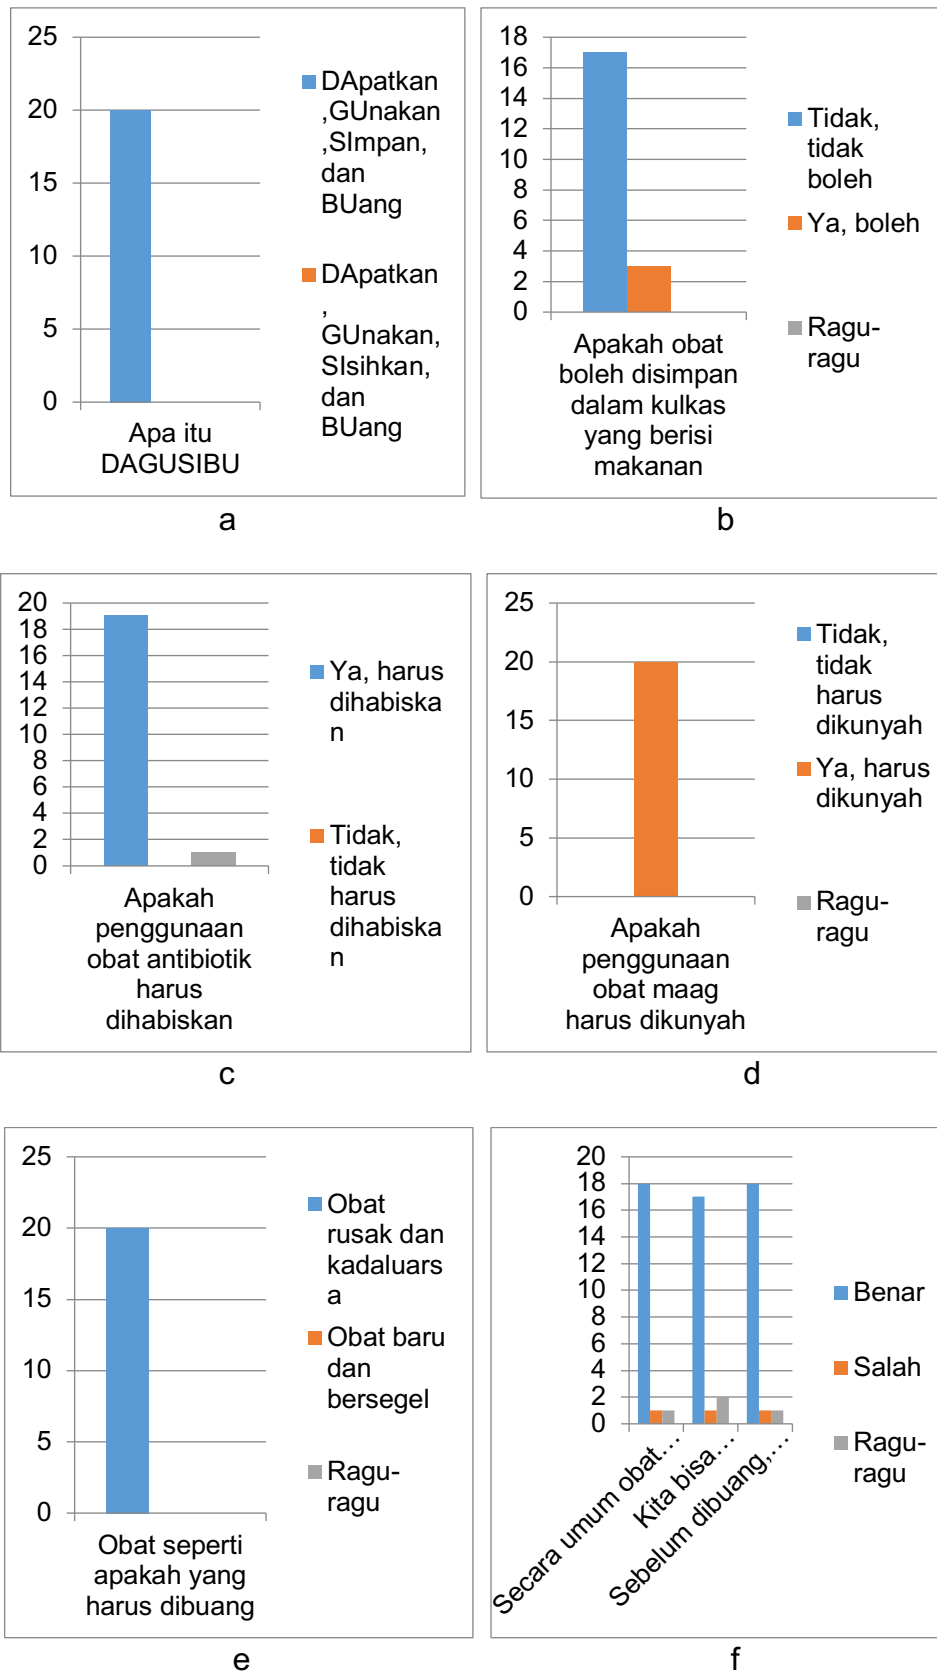 25
20
15
10
5
0
Apa itu
DAGUSIBU
DApatkan
,GUnakan
,SImpan,
dan
BUang
DApatkan
,
GUnakan,
SIsihkan,
dan
BUang
a
18
16
14
12
10
8
6
4
2
0
Apakah obat
boleh disimpan
dalam kulkas
yang berisi
makanan
Tidak,
tidak
boleh
Ya, boleh
Ragu-
ragu
b
20
18
16
14
12
10
8
6
4
2
0
Apakah
penggunaan
obat antibiotik
harus
dihabiskan
Ya, harus
dihabiska
n
Tidak,
tidak
harus
dihabiska
n
c
25
20
15
10
5
0
Apakah
penggunaan
obat maag
harus dikunyah
Tidak,
tidak
harus
dikunyah
Ya, harus
dikunyah
Ragu-
ragu
d
25
20
15
10
5
0
Obat seperti
apakah yang
harus dibuang
Obat
rusak dan
kadaluars
a
Obat baru
dan
bersegel
Ragu-
ragu
e
20
18
16
14
12
10
8
6
4
2
0
Secara umum obat…
Kita bisa…
Sebelum dibuang,…
Benar
Salah
Ragu-
ragu
f